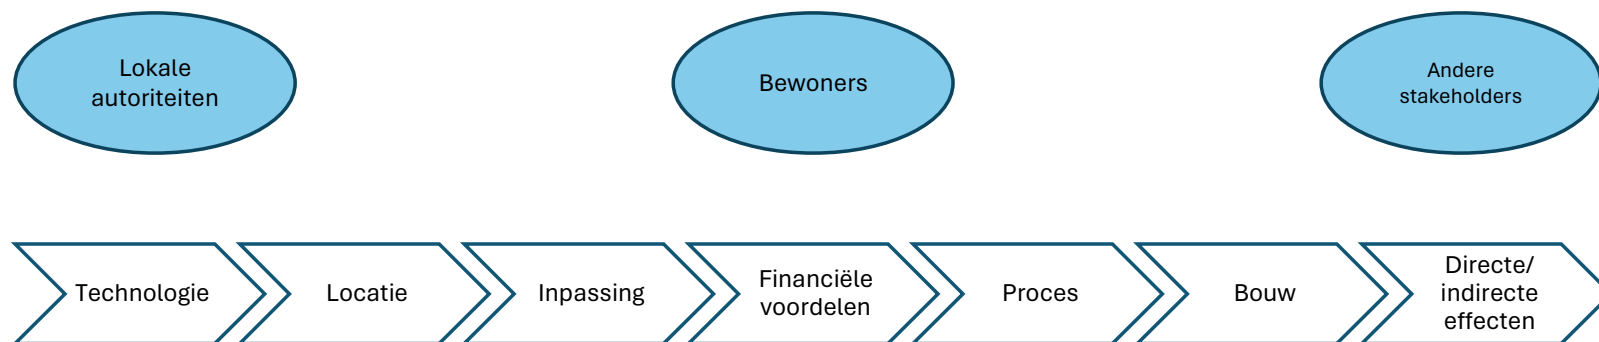 Lokale
autoriteiten
Bewoners
Andere
stakeholders
Technologie
Locatie
Inpassing
Financiële
voordelen
Proces
Bouw
Directe/
indirecte
effecten